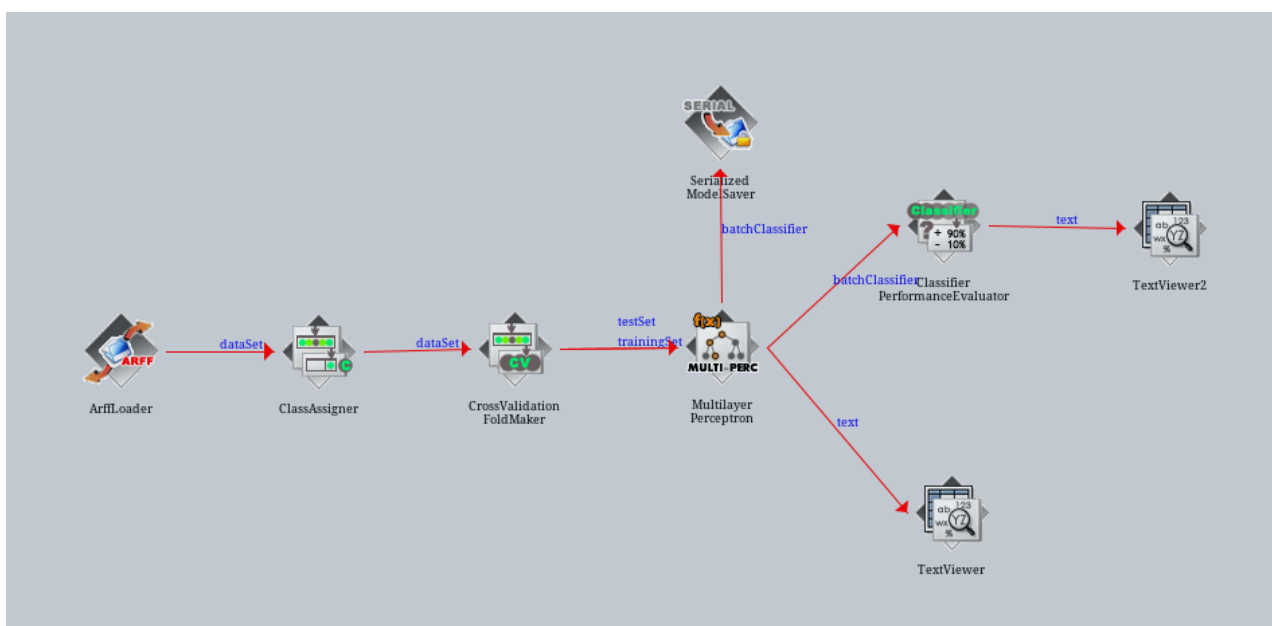 SERIAL
Serialized
ModelSaver
batchClassifier
Classifier
? + 90%
- 10%
text
ab 123
wx YZ
%
batchClassifier
Classifier
PerformanceEvaluator
TextViewer2
testSet
trainingSet
f(x)
MULTI-PERC
Multilayer
Perceptron
ARFF
dataSet
ArffLoader
C
dataSet
ClassAssigner
CV
CrossValidation
FoldMaker
text
ab 123
wx YZ
%
TextViewer